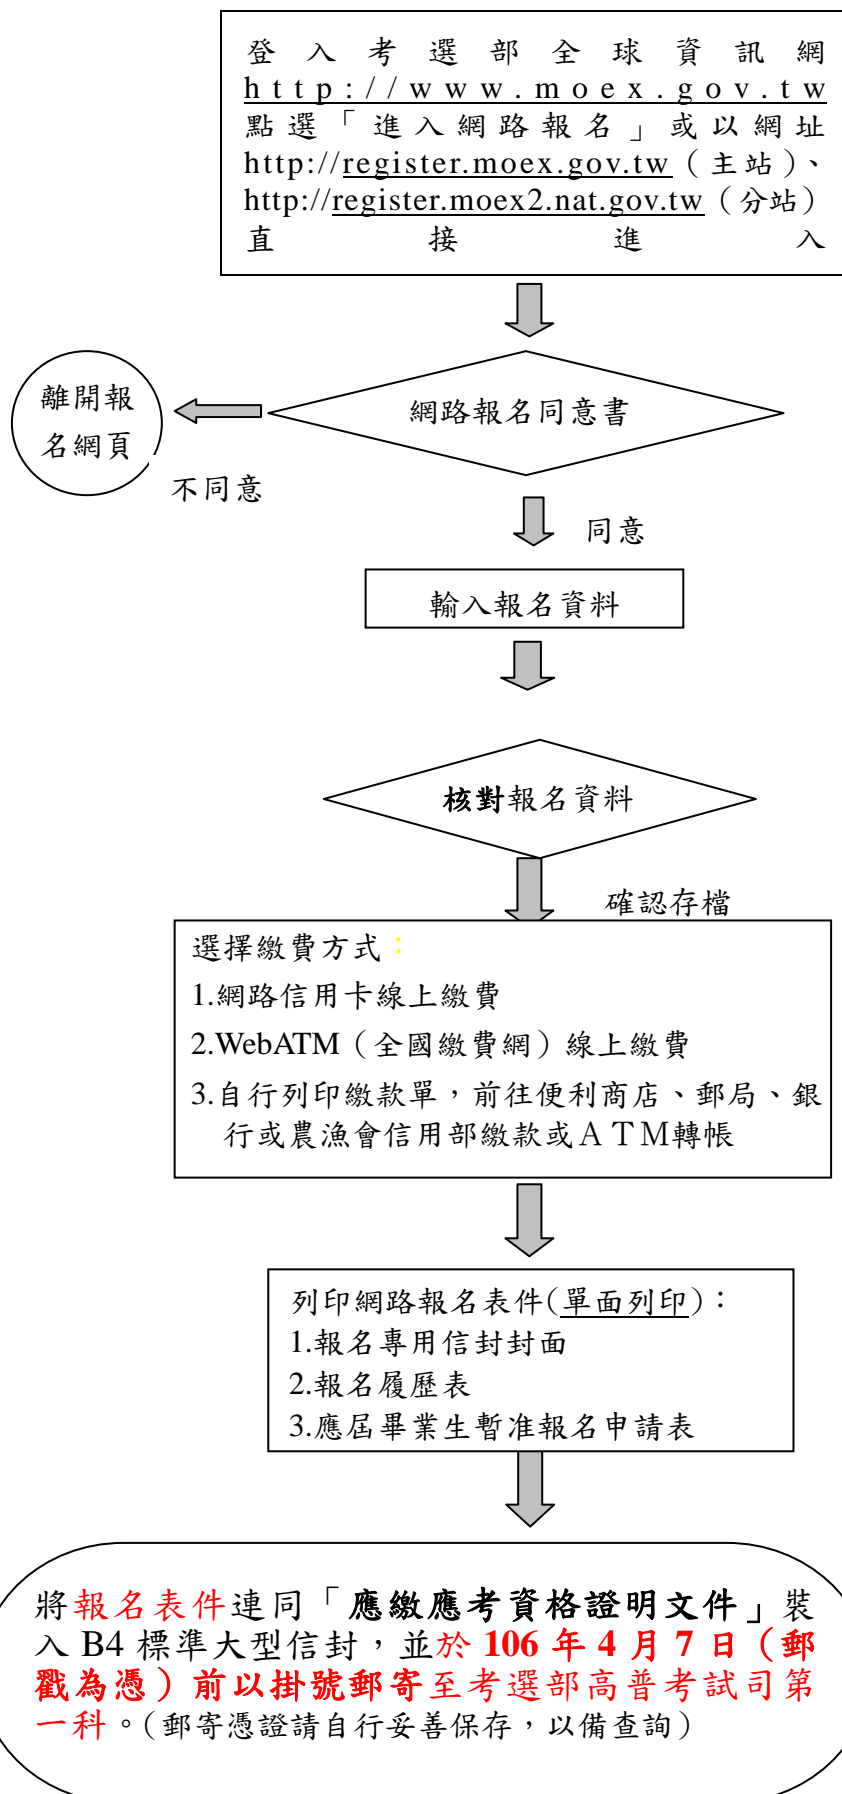 登入考選部全球資訊網
http://www.moex.gov.tw
點選「進入網路報名」或以網址
http://register.moex.gov.tw（主站）、
http://register.moex2.nat.gov.tw（分站）
直接進入
網路報名同意書
離開報
名網頁
不同意
同意
輸入報名資料
核對報名資料
確認存檔
選擇繳費方式：
1.網路信用卡線上繳費
2.WebATM（全國繳費網）線上繳費
3.自行列印繳款單，前往便利商店、郵局、銀
行或農漁會信用部繳款或ＡＴＭ轉帳
列印網路報名表件(單面列印)：
1.報名專用信封封面
2.報名履歷表
3.應屆畢業生暫准報名申請表
將報名表件連同「應繳應考資格證明文件」裝
入 B4 標準大型信封，並於 106 年 4 月 7 日（郵
戳為憑）前以掛號郵寄至考選部高普考試司第
一科。(郵寄憑證請自行妥善保存，以備查詢)